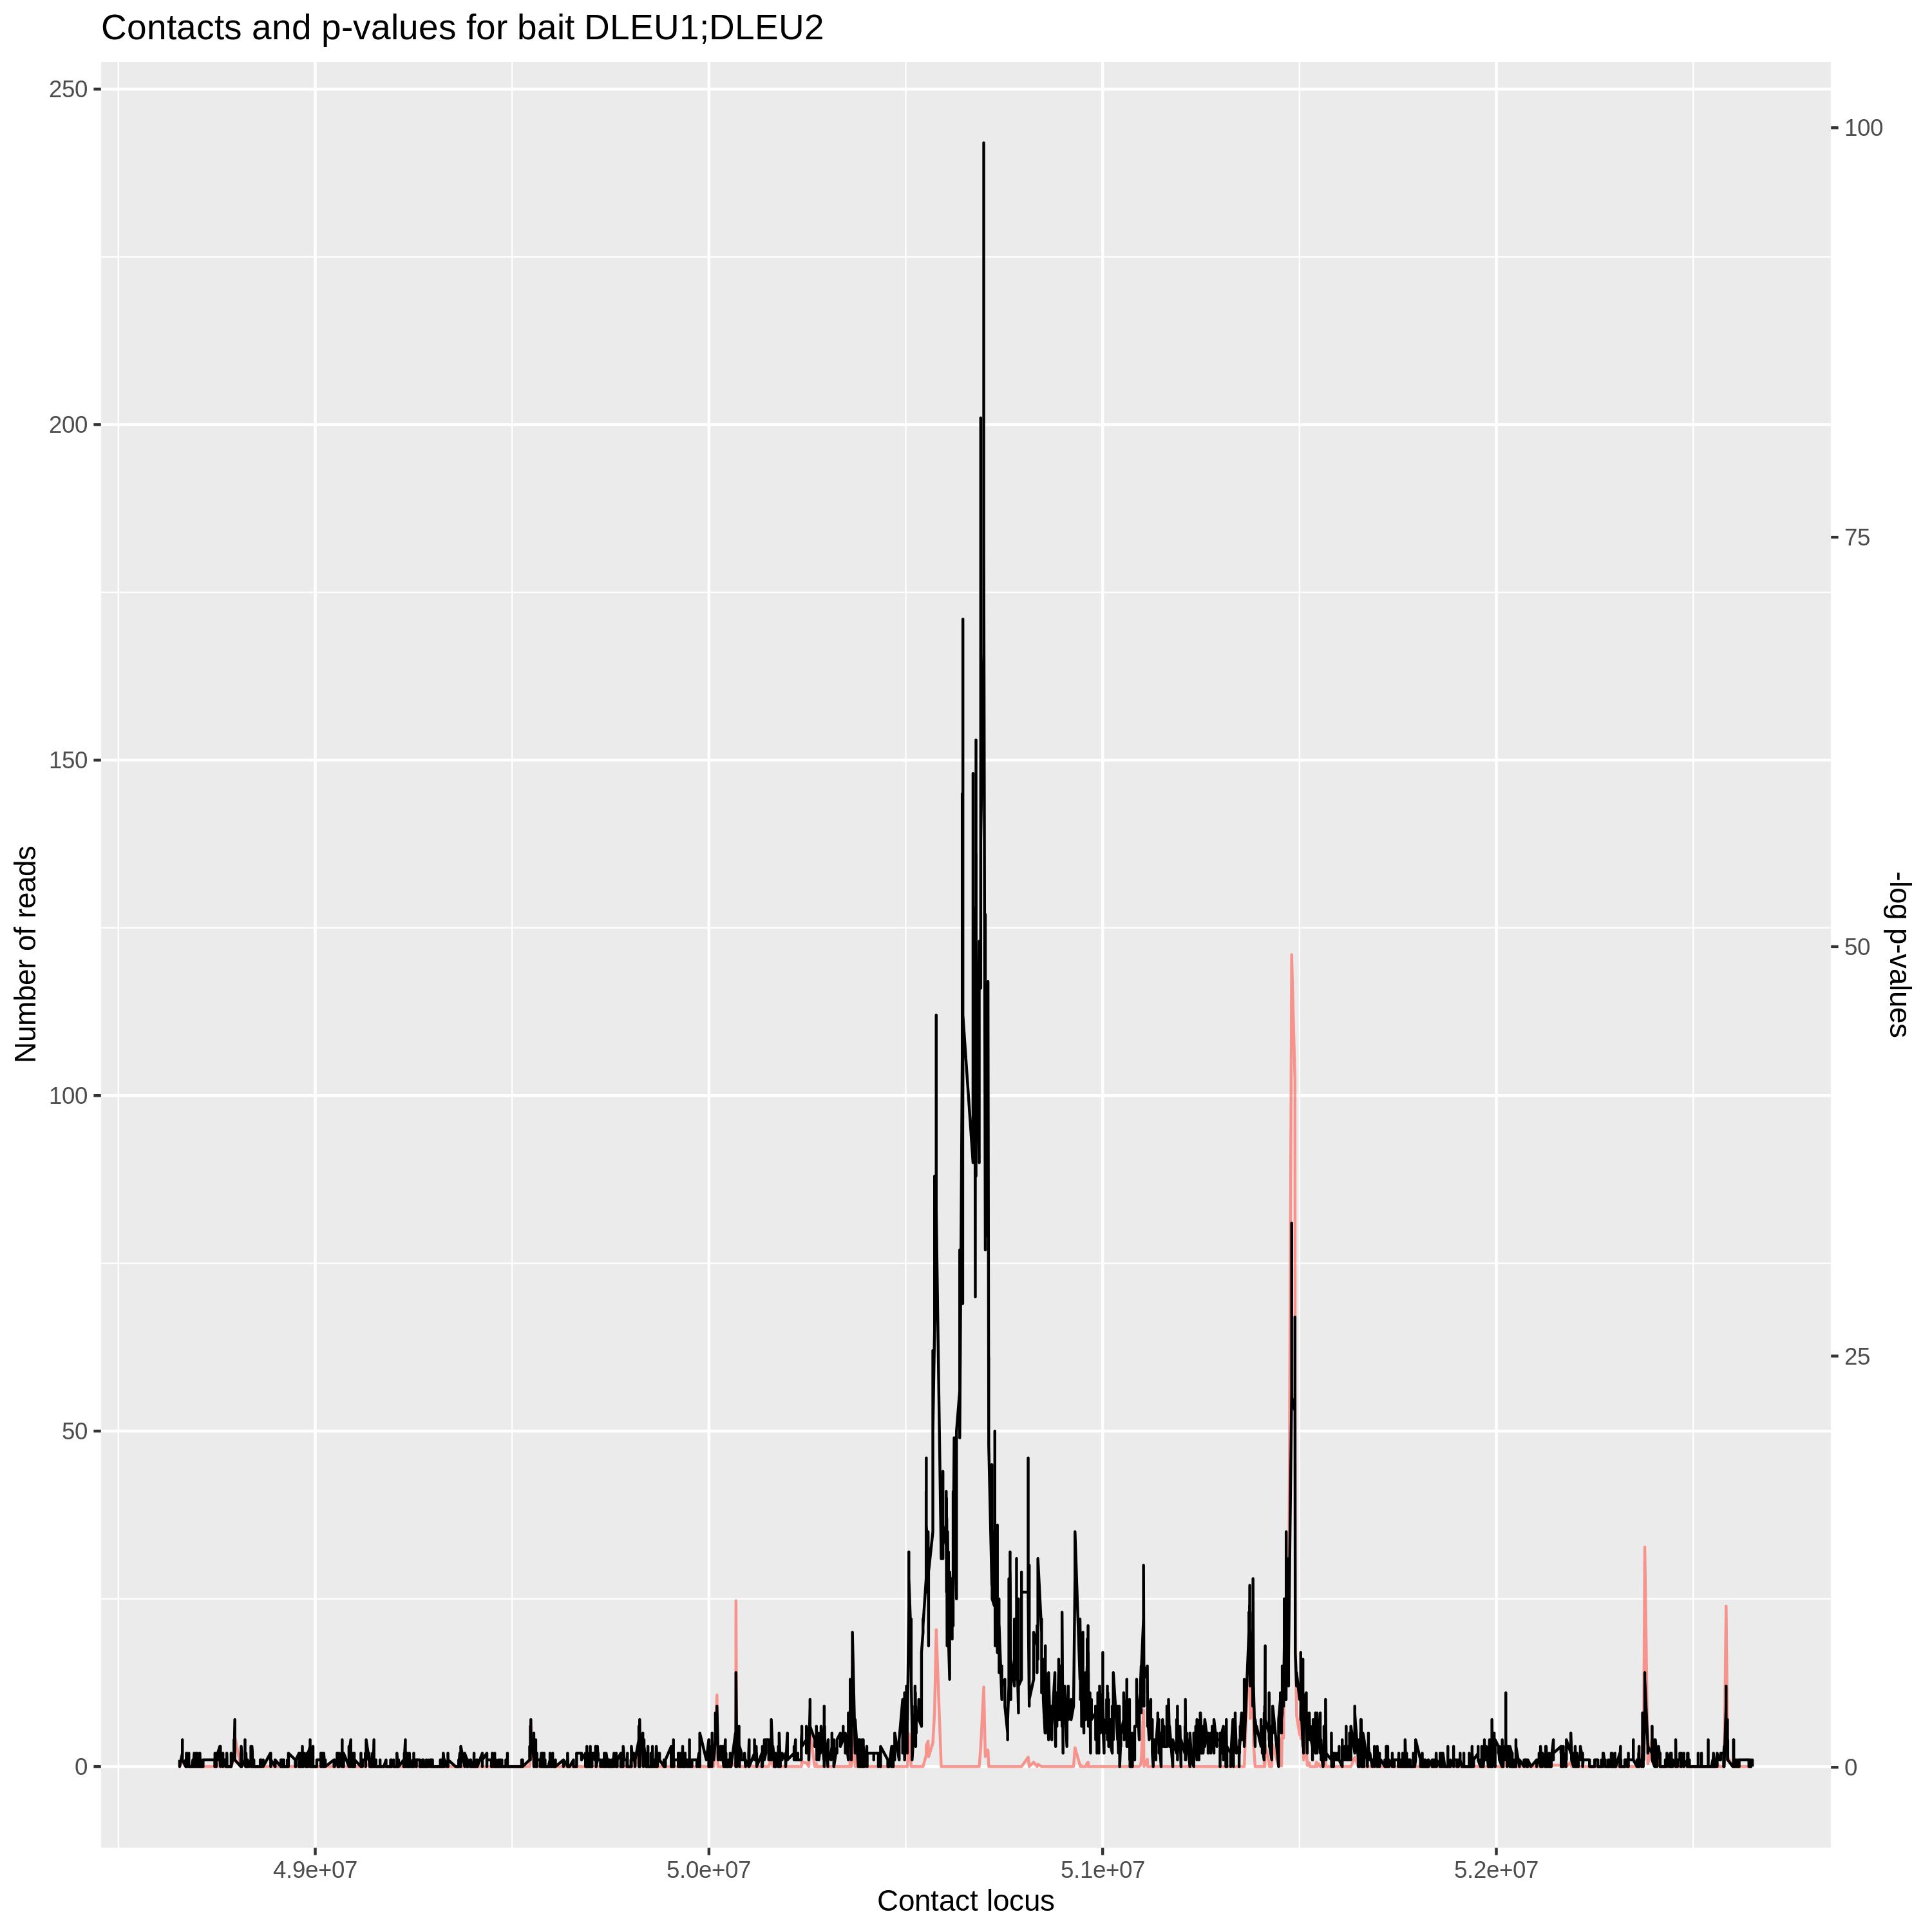 Contacts and p-values for bait DLEU1;DLEU2
250
200
150
100
50
0
Number of reads
100
75
50
25
0
-log p-values
4.9e+07
5.0e+07
5.1e+07
5.2e+07
Contact locus